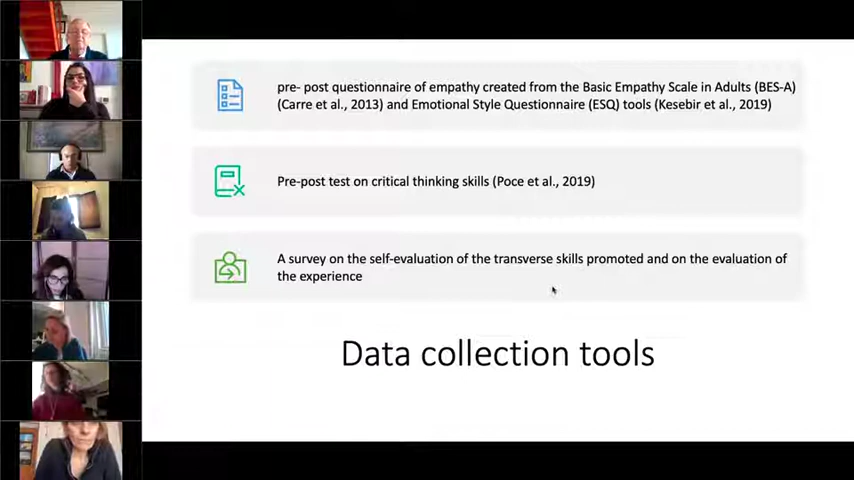 pre- post questionnaire of empathy created from the Basic Empathy Scale in Adults (BES-A)
(Carre et al., 2013) and Emotional Style Questionnaire (ESQ) tools (Kesebir et al., 2019)
Pre-post test on critical thinking skills (Poce et al., 2019)
A survey on the self-evaluation of the transverse skills promoted and on the evaluation of
the experience
Data collection tools